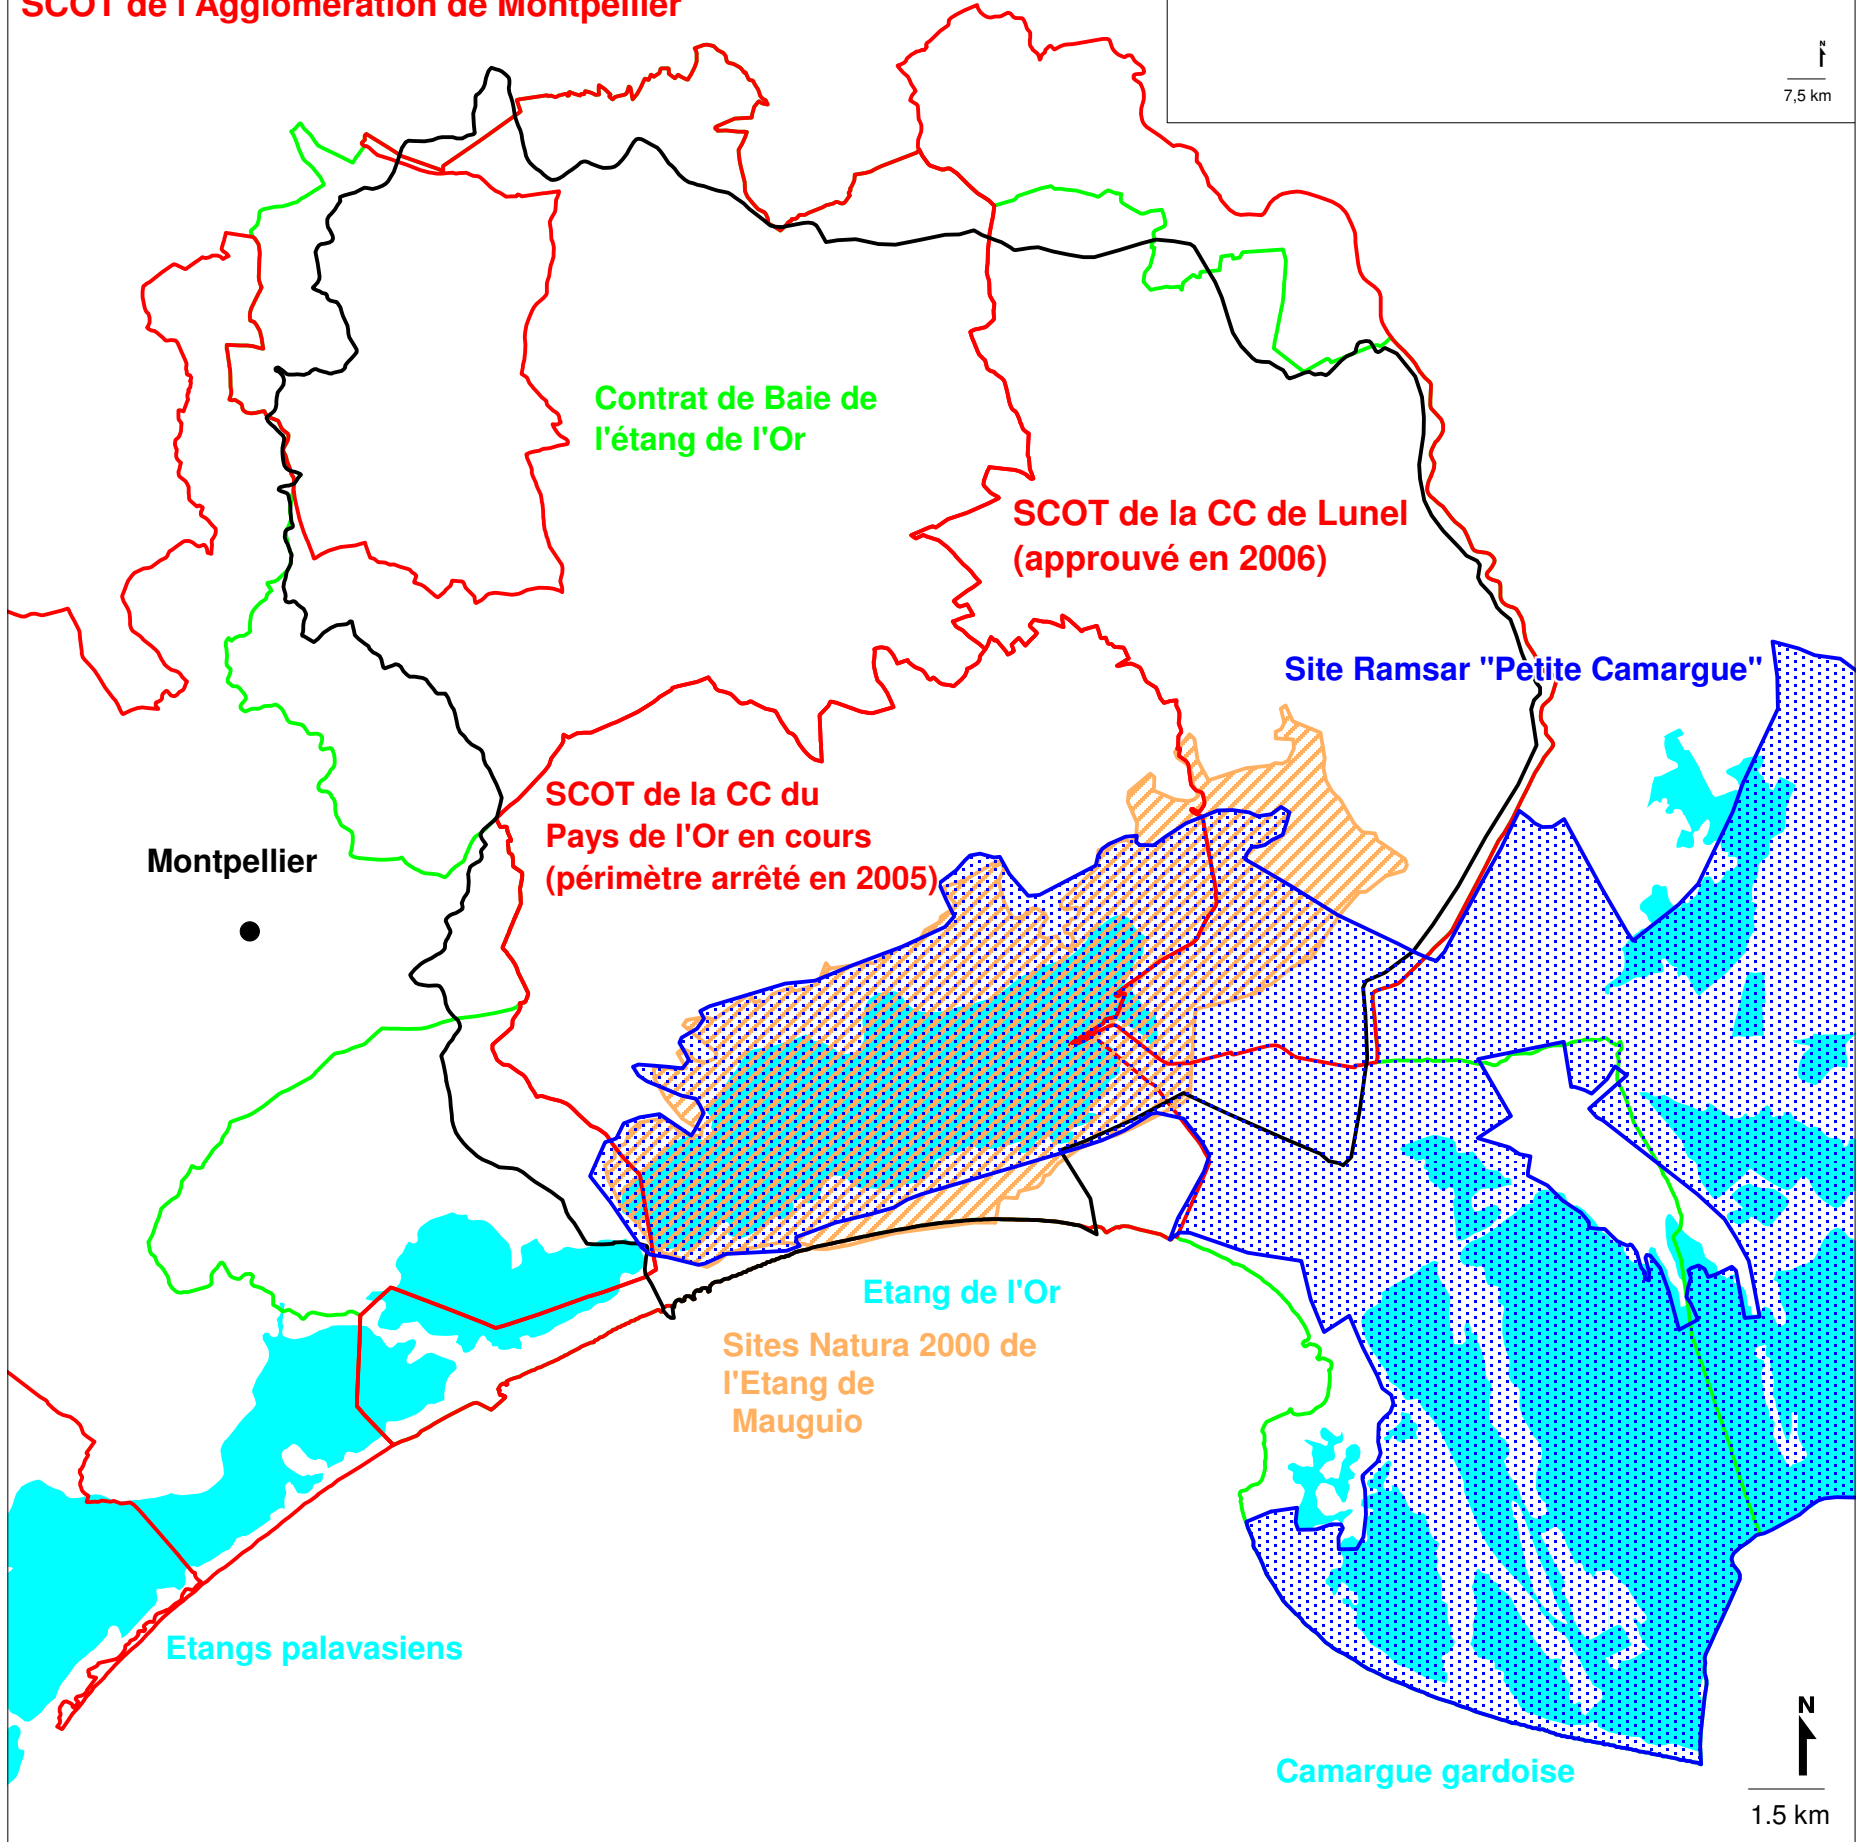 SCOT de l'Agglomération de Montpellier
N
7,5 km
Contrat de Baie de
l'étang de l'Or
SCOT de la CC de Lunel
(approuvé en 2006)
Site Ramsar "Petite Camargue"
SCOT de la CC du
Pays de l'Or en cours
(périmètre arrêté en 2005)
Montpellier
Etang de l'Or
Sites Natura 2000 de
l'Etang de
Mauguio
Etangs palavasiens
Camargue gardoise
N
1.5 km